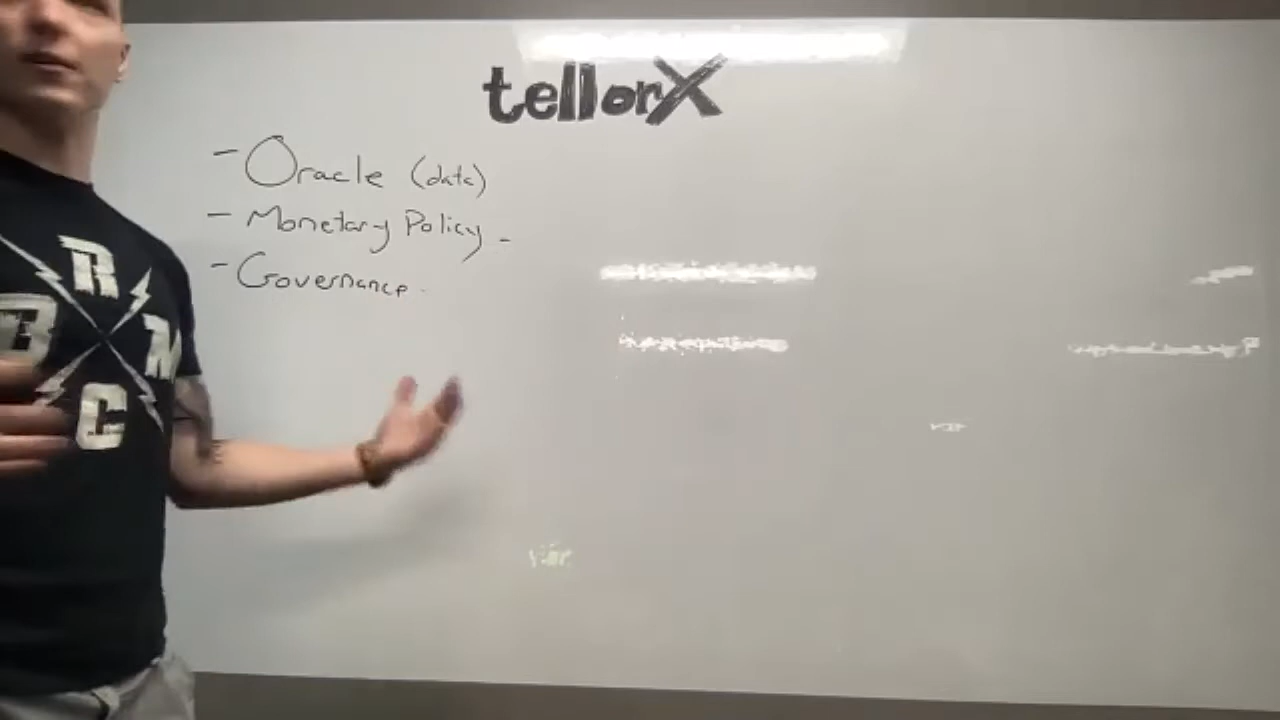 tellorX
- Oracle (data)
- Monetary Policy -
- Governance.
R
B M
C